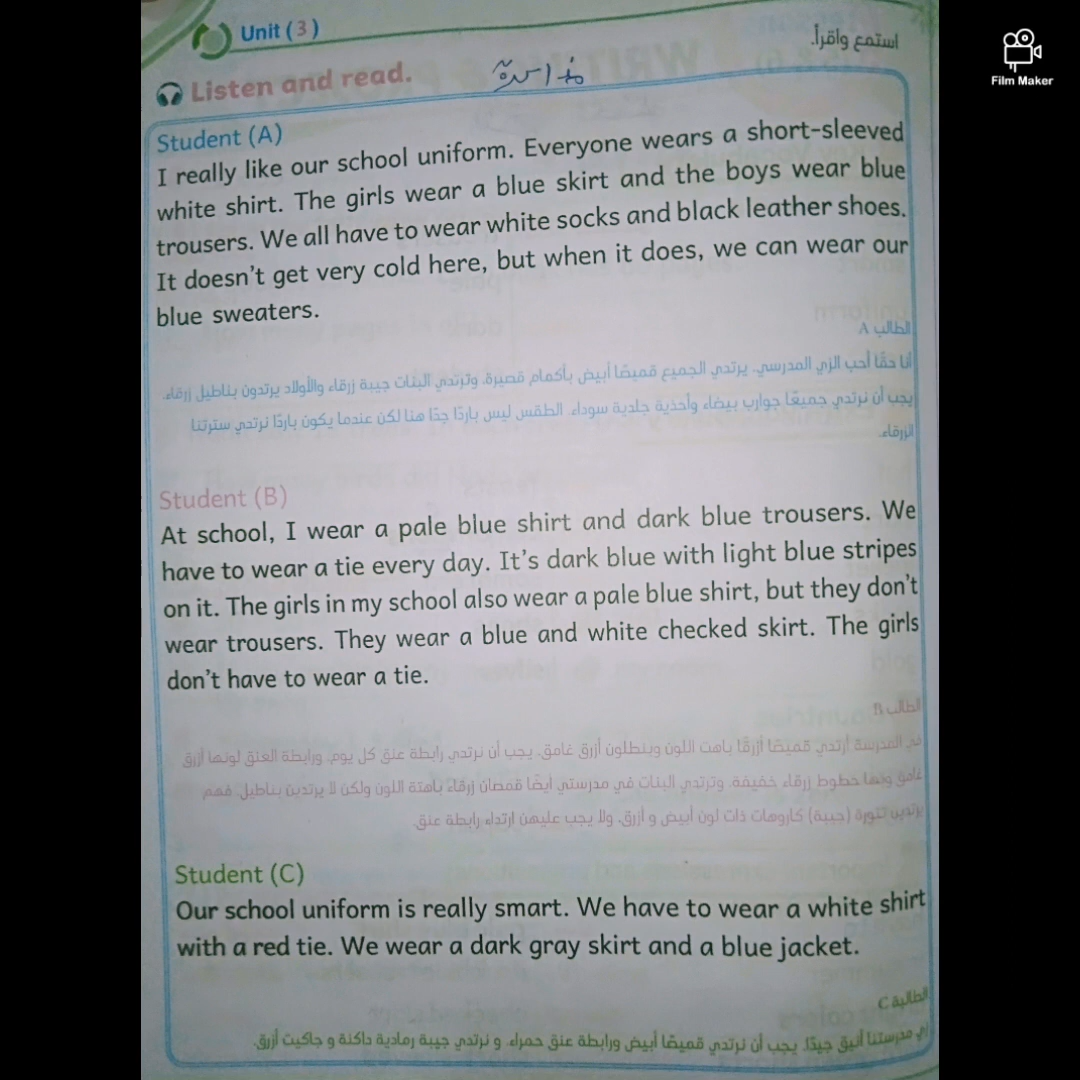 Unit (3)
استمع واقرأ.
Film Maker
Listen and read.
Student (A)
I really like our school uniform. Everyone wears a short-sleeved
white shirt. The girls wear a blue skirt and the boys wear blue
trousers. We all have to wear white socks and black leather shoes.
It doesn't get very cold here, but when it does, we can wear our
blue sweaters.
الطالب A
أنا حقًا أحب الزي المدرسي. يرتدي الجميع قميصًا أبيض بأكمام قصيرة. وترتدي البنات جيبة زرقاء والأولاد يرتدون بناطيل زرقاء.
يجب أن نرتدي جميعًا جوارب بيضاء وأحذية جلدية سوداء. الطقس ليس باردًا جدًا هنا لكن عندما يكون باردًا نرتدي سترتنا
الزرقاء.
Student (B)
At school, I wear a pale blue shirt and dark blue trousers. We
have to wear a tie every day. It's dark blue with light blue stripes
on it. The girls in my school also wear a pale blue shirt, but they don't
wear trousers. They wear a blue and white checked skirt. The girls
don't have to wear a tie.
الطالب B
في المدرسة أرتدي قميصًا أزرقًا باهت اللون وبنطلون أزرق غامق. يجب أن نرتدي رابطة عنق كل يوم. ورابطة العنق لونها أزرق
غامق وبها خطوط زرقاء خفيفة. وترتدي البنات في مدرستي أيضًا قمصان زرقاء باهتة اللون ولكن لا يرتدين بناطيل. فهم
يرتدين تنورة (جيبة) كاروهات ذات لون أبيض و أزرق. ولا يجب عليهن ارتداء رابطة عنق.
Student (C)
Our school uniform is really smart. We have to wear a white shirt
with a red tie. We wear a dark gray skirt and a blue jacket.
الطالبة C
زي مدرستنا أنيق جيدًا. يجب أن نرتدي قميصًا أبيض ورابطة عنق حمراء. و نرتدي جيبة رمادية داكنة و جاكيت أزرق.